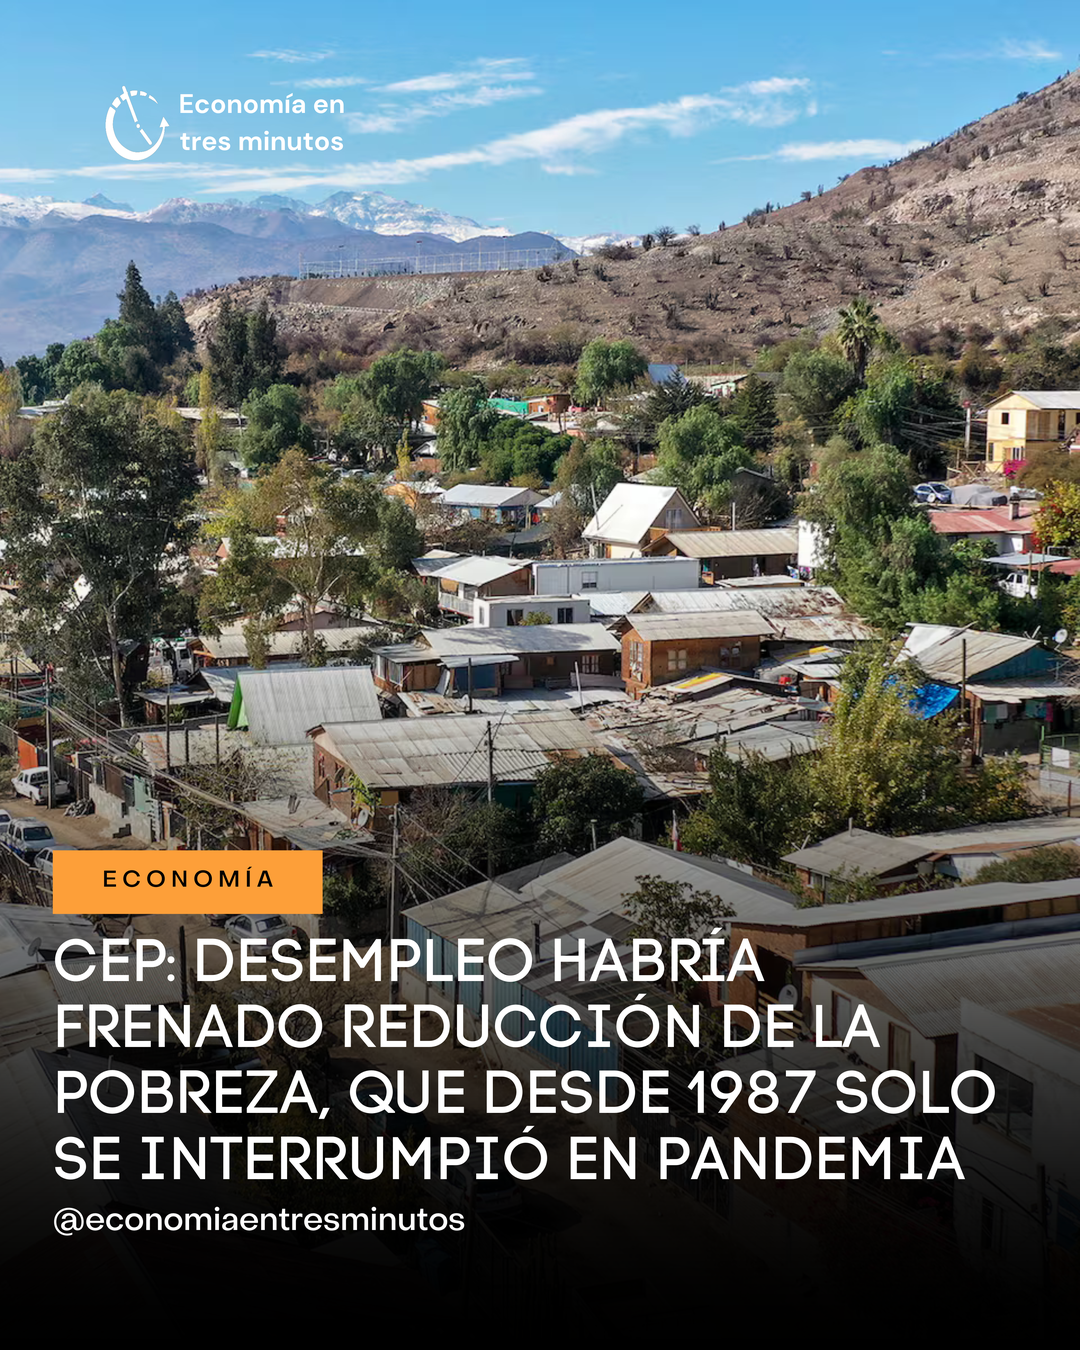 Economía en
tres minutos
ECONOMÍA
CEP: DESEMPLEO HABRÍA
FRENADO REDUCCIÓN DE LA
POBREZA, QUE DESDE 1987 SOLO
SE INTERRUMPIÓ EN PANDEMIA
@economiaentresminutos